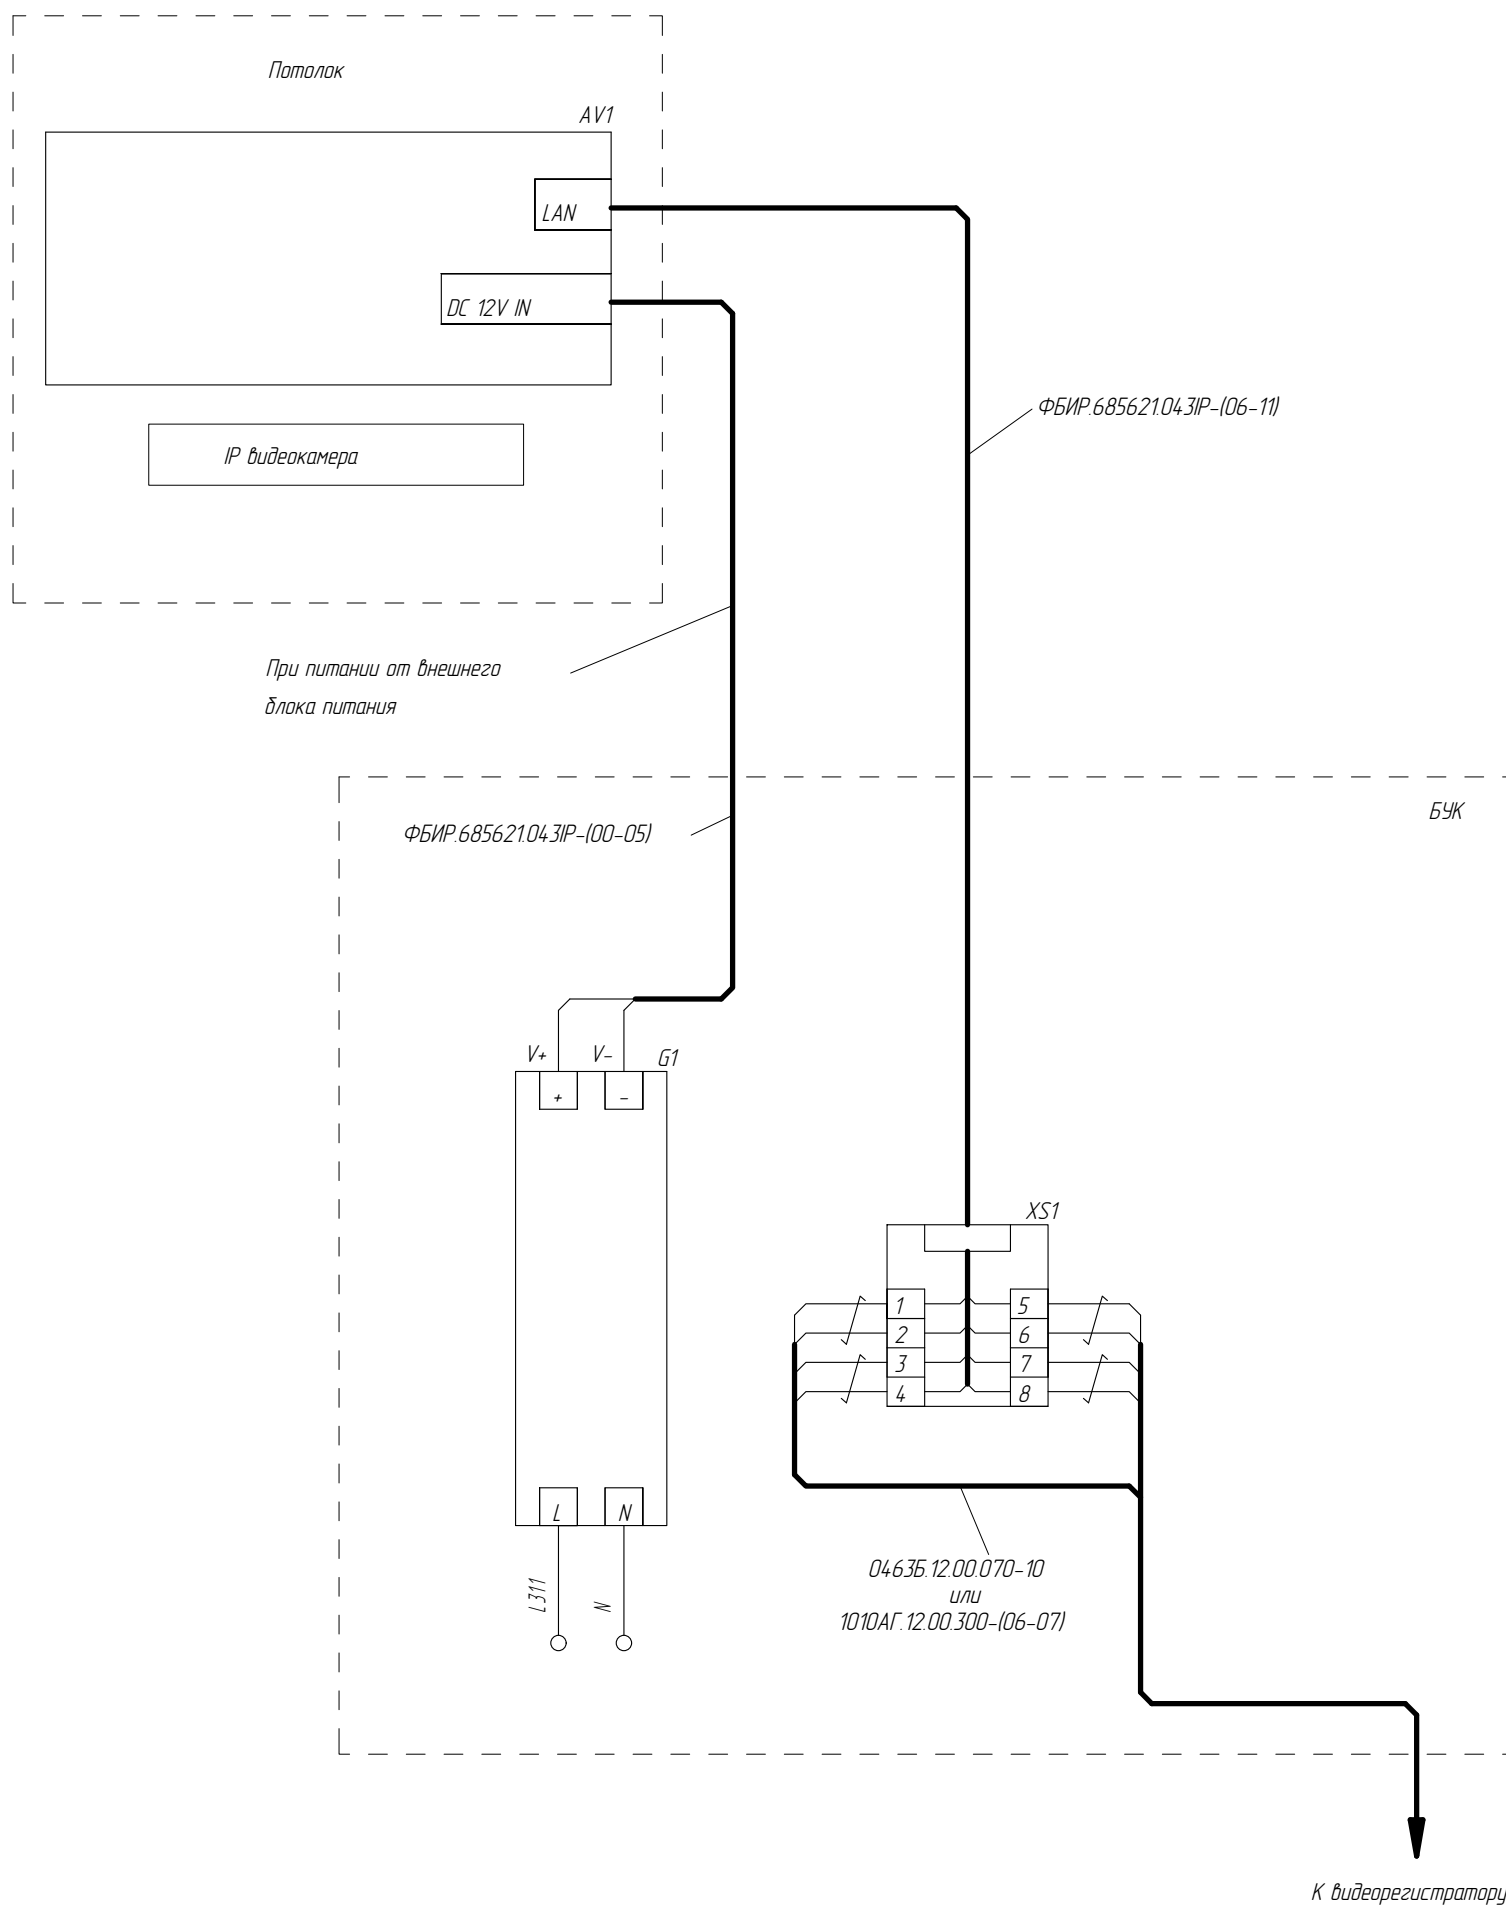 Потолок
AV1
LAN
DC 12V IN
IP видеокамера
ФБИР.685621.043IP-(06-11)
При питании от внешнего
блока питания
БУК
ФБИР.685621.043IP-(00-05)
V+
V-
G1
+
-
XS1
1
5
2
6
3
7
4
8
L
N
L311
N
0463Б.12.00.070-10
или
1010АГ.12.00.300-(06-07)
К видеорегистратору